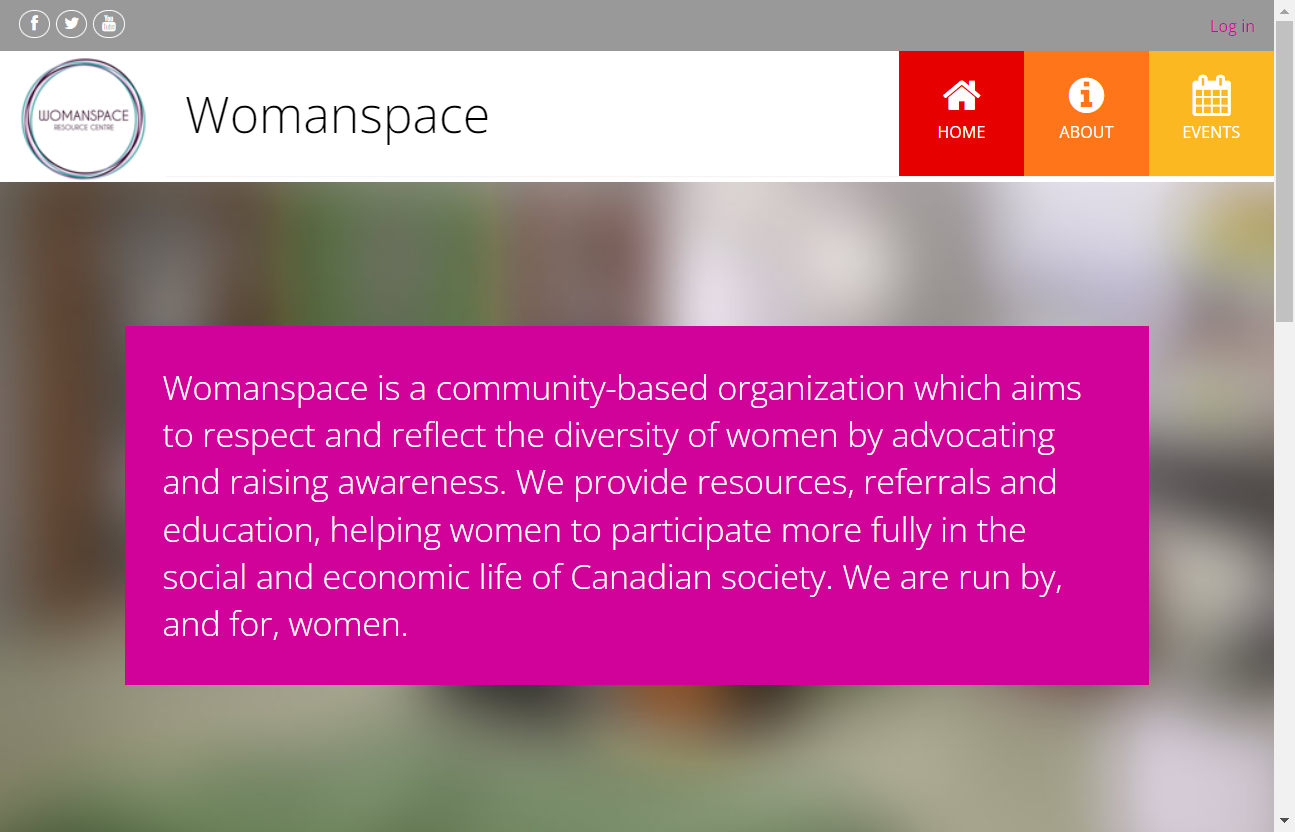 Log in
WOMANSPACE
RESOURCE CENTRE
Womanspace
HOME
ABOUT
EVENTS
Womanspace is a community-based organization which aims
to respect and reflect the diversity of women by advocating
and raising awareness. We provide resources, referrals and
education, helping women to participate more fully in the
social and economic life of Canadian society. We are run by,
and for, women.